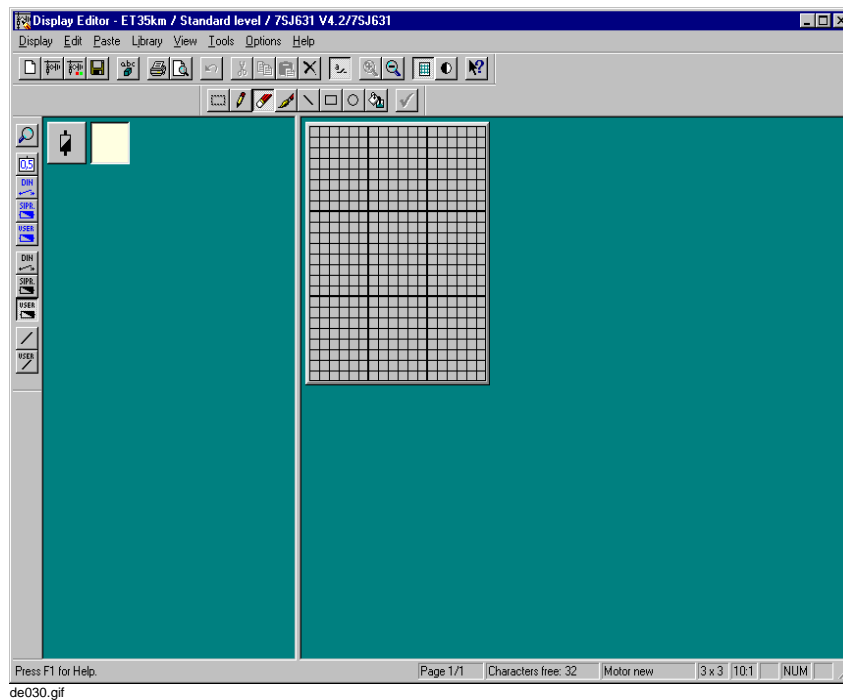 Display Editor - ET35km / Standard level / 7SJ631 V4.2/7SJ631
Display Edit Paste Library View Tools Options Help
abc
0,5
DIN
SIPR.
USER
DIN
SIPR.
USER
USER
Press F1 for Help.
Page 1/1
Characters free: 32
Motor new
3 x 3
10:1
NUM
de030.gif